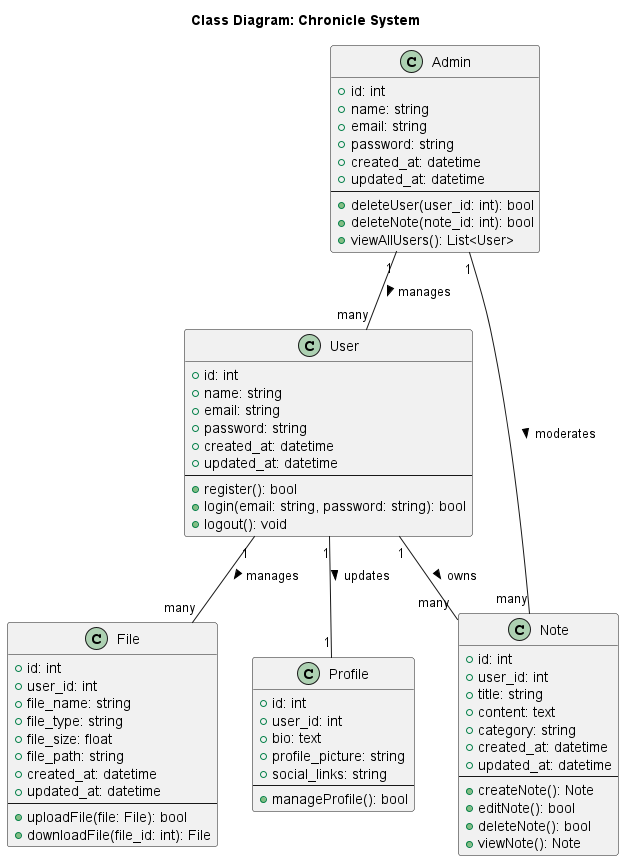 Class Diagram: Chronicle System
C Admin
id: int
name: string
email: string
password: string
created_at: datetime
updated_at: datetime
deleteUser(user_id: int): bool
deleteNote(note_id: int): bool
viewAllUsers(): List<User>
1
1
manages
many
C User
id: int
name: string
email: string
password: string
created_at: datetime
updated_at: datetime
register(): bool
login(email: string, password: string): bool
logout(): void
moderates
1
1
1
manages
updates
owns
many
1
many
many
C File
id: int
user_id: int
file_name: string
file_type: string
file_size: float
file_path: string
created_at: datetime
updated_at: datetime
uploadFile(file: File): bool
downloadFile(file_id: int): File
C Profile
id: int
user_id: int
bio: text
profile_picture: string
social_links: string
manageProfile(): bool
C Note
id: int
user_id: int
title: string
content: text
category: string
created_at: datetime
updated_at: datetime
createNote(): Note
editNote(): bool
deleteNote(): bool
viewNote(): Note